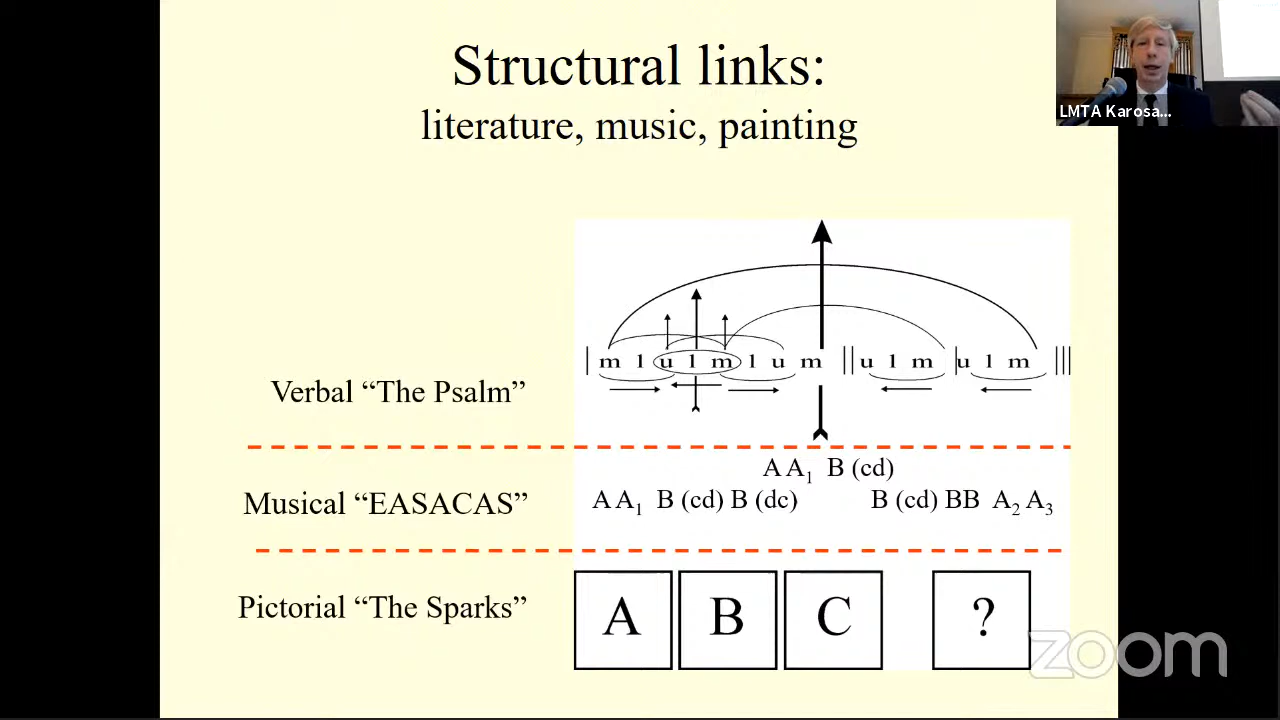 Structural links:
literature, music, painting
LMTA Karosa...
| m l u l m l u m || u l m | u l m |||
Verbal “The Psalm”
A A1 B (cd)
Musical “EASACAS”
A A1 B (cd) B (dc) B (cd) BB A2 A3
Pictorial “The Sparks”
A B C ?
zoom